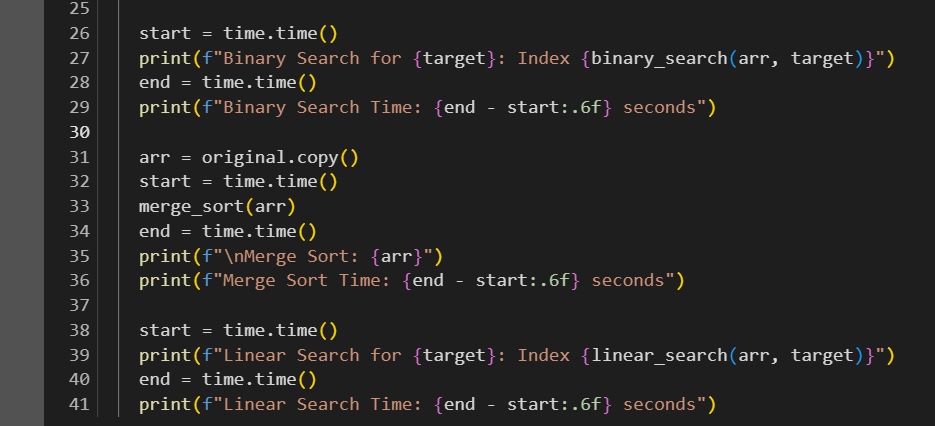 25
26 start = time.time()
27 print(f"Binary Search for {target}: Index {binary_search(arr, target)}")
28 end = time.time()
29 print(f"Binary Search Time: {end - start:.6f} seconds")
30
31 arr = original.copy()
32 start = time.time()
33 merge_sort(arr)
34 end = time.time()
35 print(f"\nMerge Sort: {arr}")
36 print(f"Merge Sort Time: {end - start:.6f} seconds")
37
38 start = time.time()
39 print(f"Linear Search for {target}: Index {linear_search(arr, target)}")
40 end = time.time()
41 print(f"Linear Search Time: {end - start:.6f} seconds")